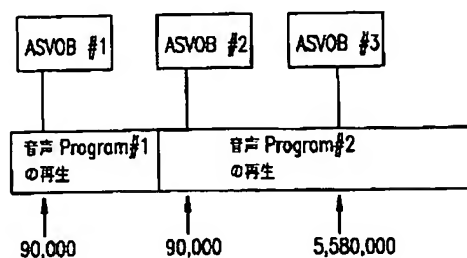 ASVOB #1
ASVOB #2
ASVOB #3
音声 Program#1
の再生
音声 Program#2
の再生
90,000
90,000
5,580,000